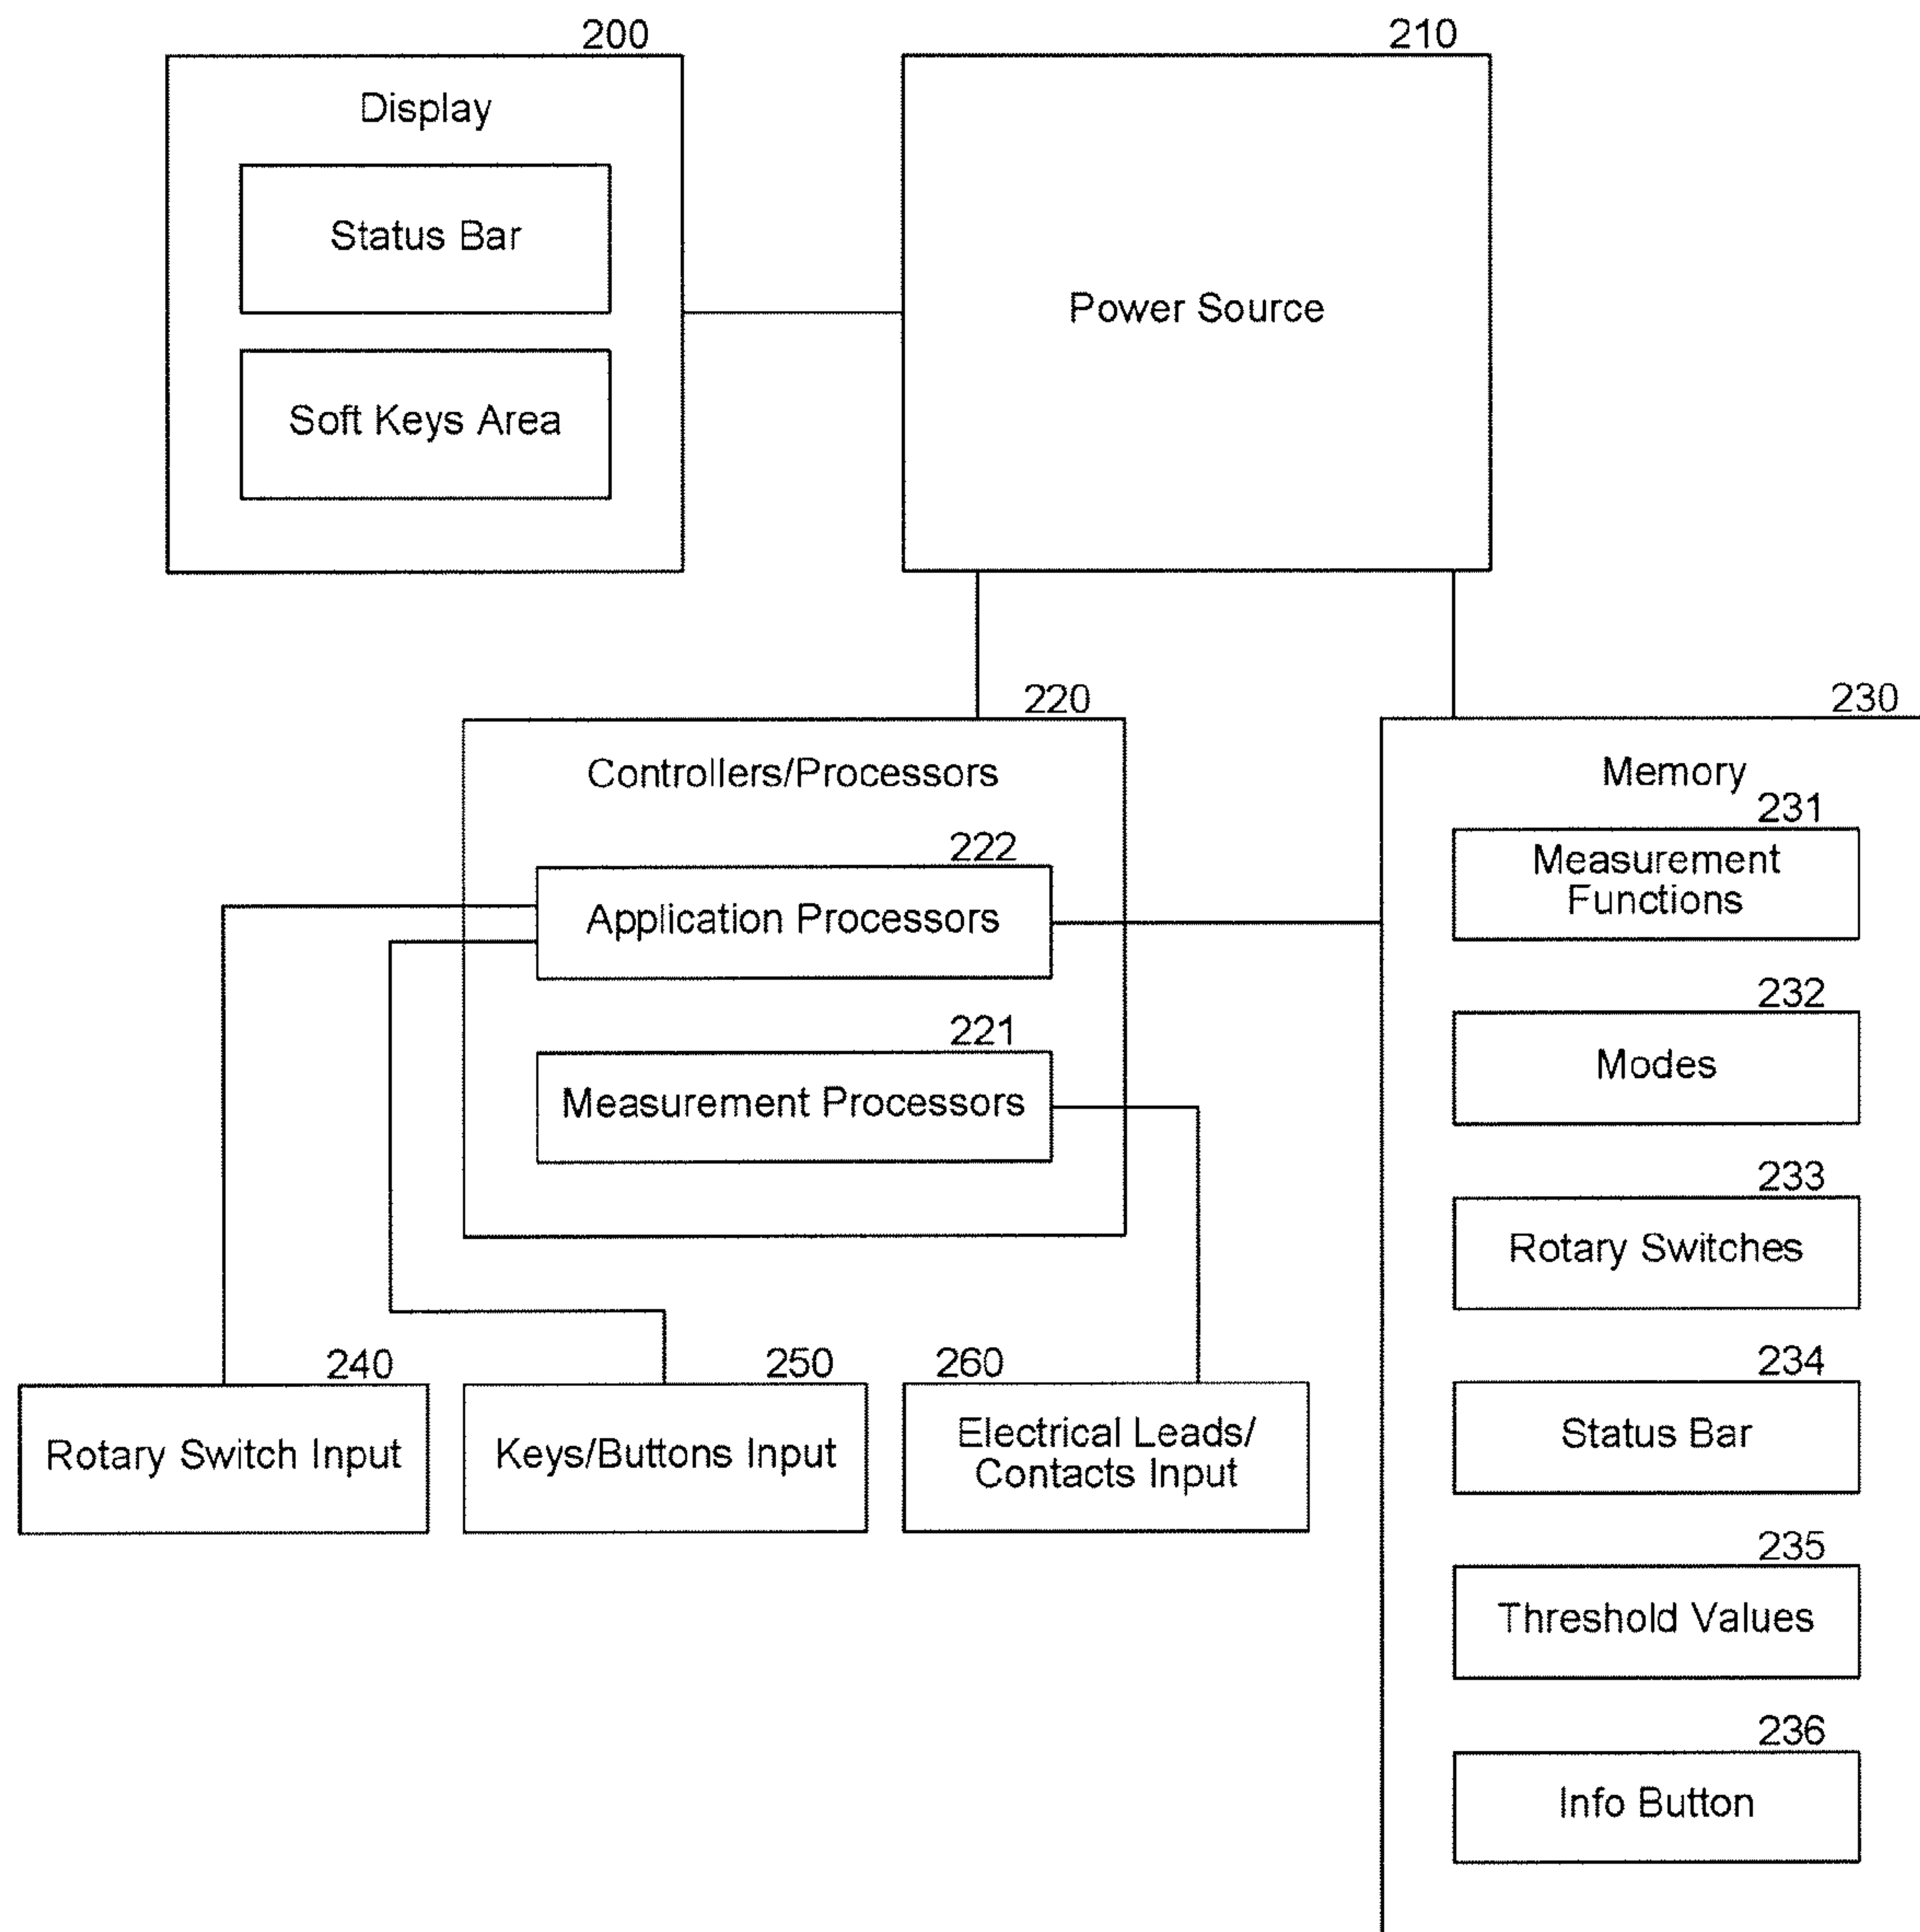 200
Display
Status Bar
Soft Keys Area
210
Power Source
220
Controllers/Processors
222
Application Processors
221
Measurement Processors
230
Memory
231
Measurement
Functions
232
Modes
233
Rotary Switches
234
Status Bar
235
Threshold Values
236
Info Button
240
Rotary Switch Input
250
Keys/Buttons Input
260
Electrical Leads/
Contacts Input